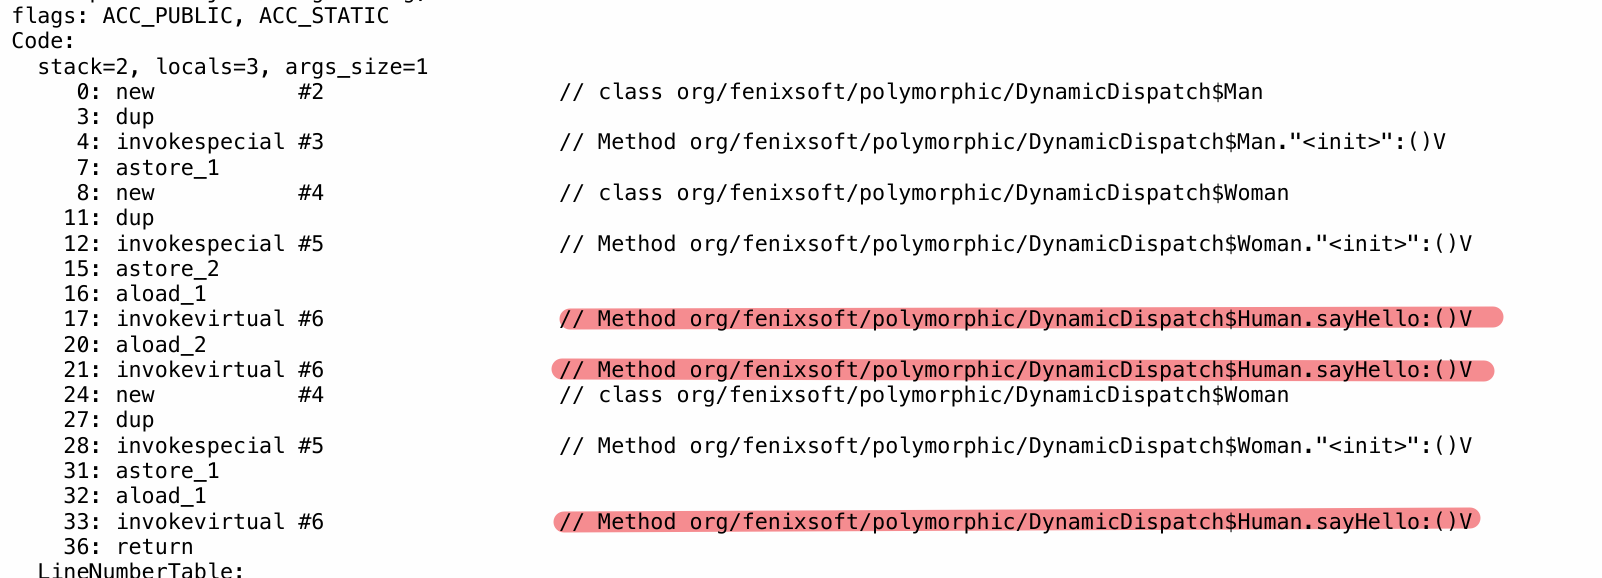 flags: ACC_PUBLIC, ACC_STATIC
Code:
stack=2, locals=3, args_size=1
0: new #2 // class org/fenixsoft/polymorphic/DynamicDispatch$Man
3: dup
4: invokespecial #3 // Method org/fenixsoft/polymorphic/DynamicDispatch$Man."<init>":()V
7: astore_1
8: new #4 // class org/fenixsoft/polymorphic/DynamicDispatch$Woman
11: dup
12: invokespecial #5 // Method org/fenixsoft/polymorphic/DynamicDispatch$Woman."<init>":()V
15: astore_2
16: aload_1
17: invokevirtual #6 // Method org/fenixsoft/polymorphic/DynamicDispatch$Human.sayHello:()V
20: aload_2
21: invokevirtual #6 // Method org/fenixsoft/polymorphic/DynamicDispatch$Human.sayHello:()V
24: new #4 // class org/fenixsoft/polymorphic/DynamicDispatch$Woman
27: dup
28: invokespecial #5 // Method org/fenixsoft/polymorphic/DynamicDispatch$Woman."<init>":()V
31: astore_1
32: aload_1
33: invokevirtual #6 // Method org/fenixsoft/polymorphic/DynamicDispatch$Human.sayHello:()V
36: return
LineNumberTable: